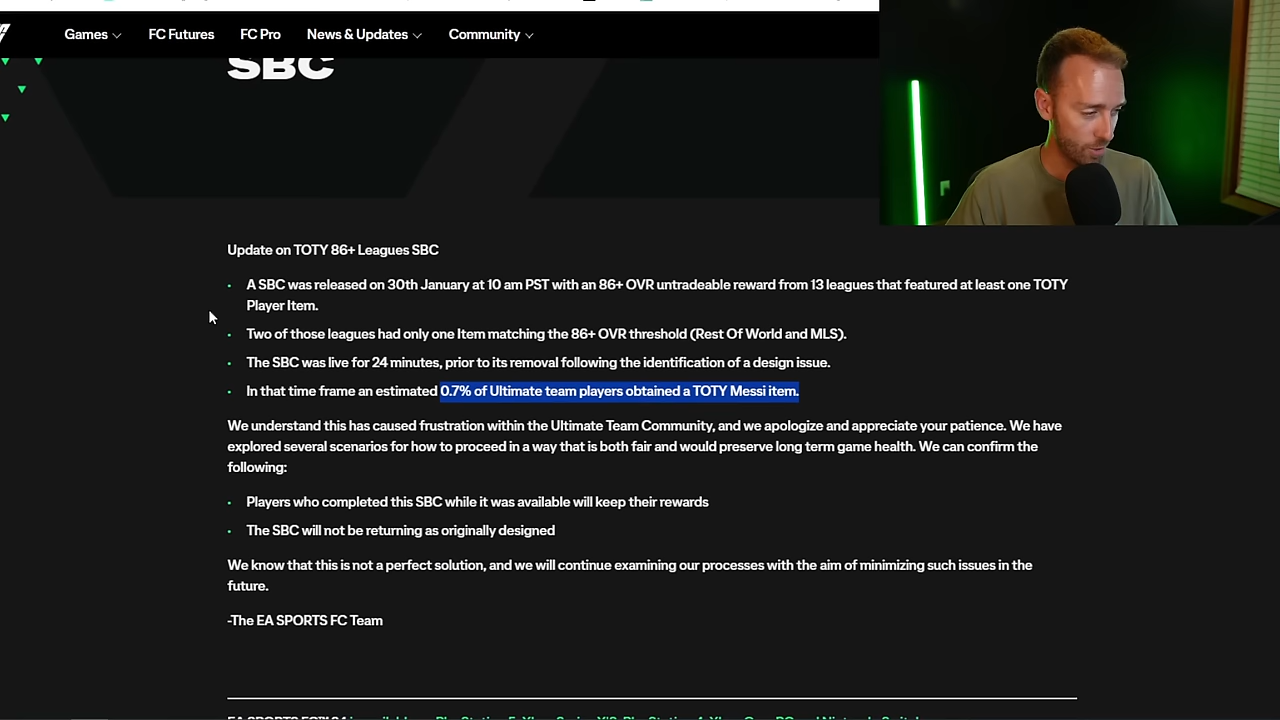 Games
FC Futures
FC Pro
News & Updates
Community
SBC
Update on TOTY 86+ Leagues SBC
A SBC was released on 30th January at 10 am PST with an 86+ OVR untradeable reward from 13 leagues that featured at least one TOTY
Player Item.
Two of those leagues had only one Item matching the 86+ OVR threshold (Rest Of World and MLS).
The SBC was live for 24 minutes, prior to its removal following the identification of a design issue.
In that time frame an estimated 0.7% of Ultimate team players obtained a TOTY Messi item.
We understand this has caused frustration within the Ultimate Team Community, and we apologize and appreciate your patience. We have
explored several scenarios for how to proceed in a way that is both fair and would preserve long term game health. We can confirm the
following:
Players who completed this SBC while it was available will keep their rewards
The SBC will not be returning as originally designed
We know that this is not a perfect solution, and we will continue examining our processes with the aim of minimizing such issues in the
future.
-The EA SPORTS FC Team